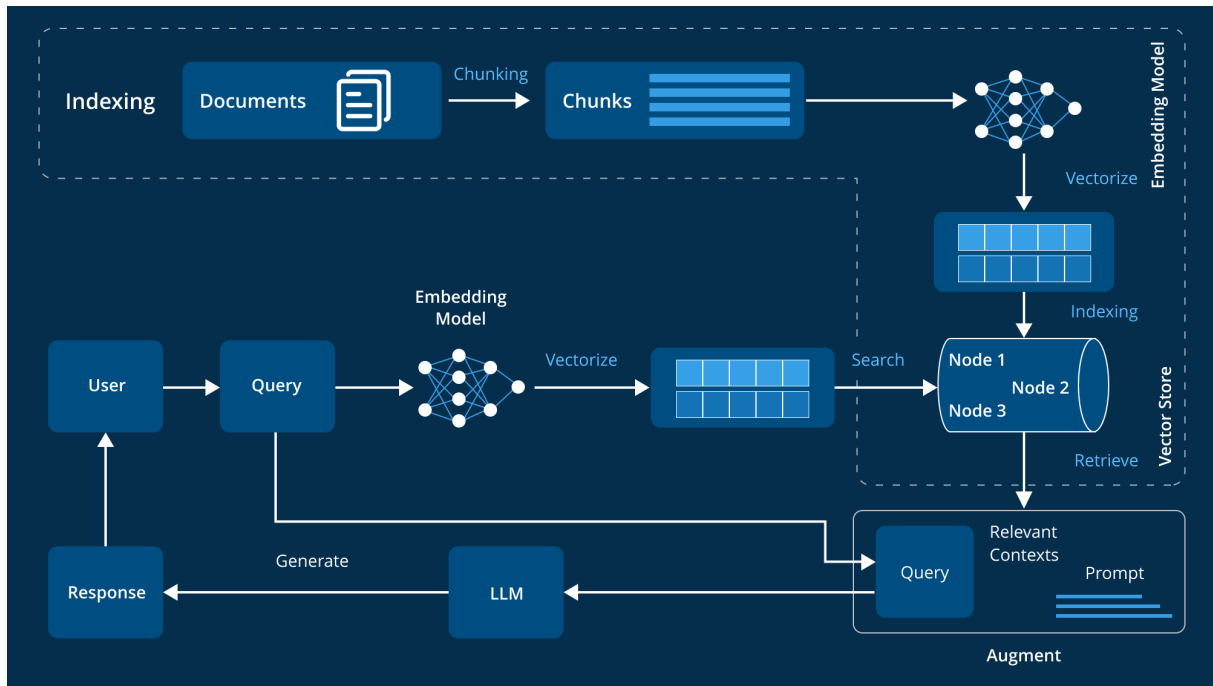 Indexing
Documents
Chunking
Chunks
Embedding Model
Vectorize
Indexing
Node 1
Node 2
Node 3
Vector Store
Retrieve
Embedding
Model
User
Query
Vectorize
Search
Relevant
Contexts
Query
Prompt
Augment
LLM
Generate
Response